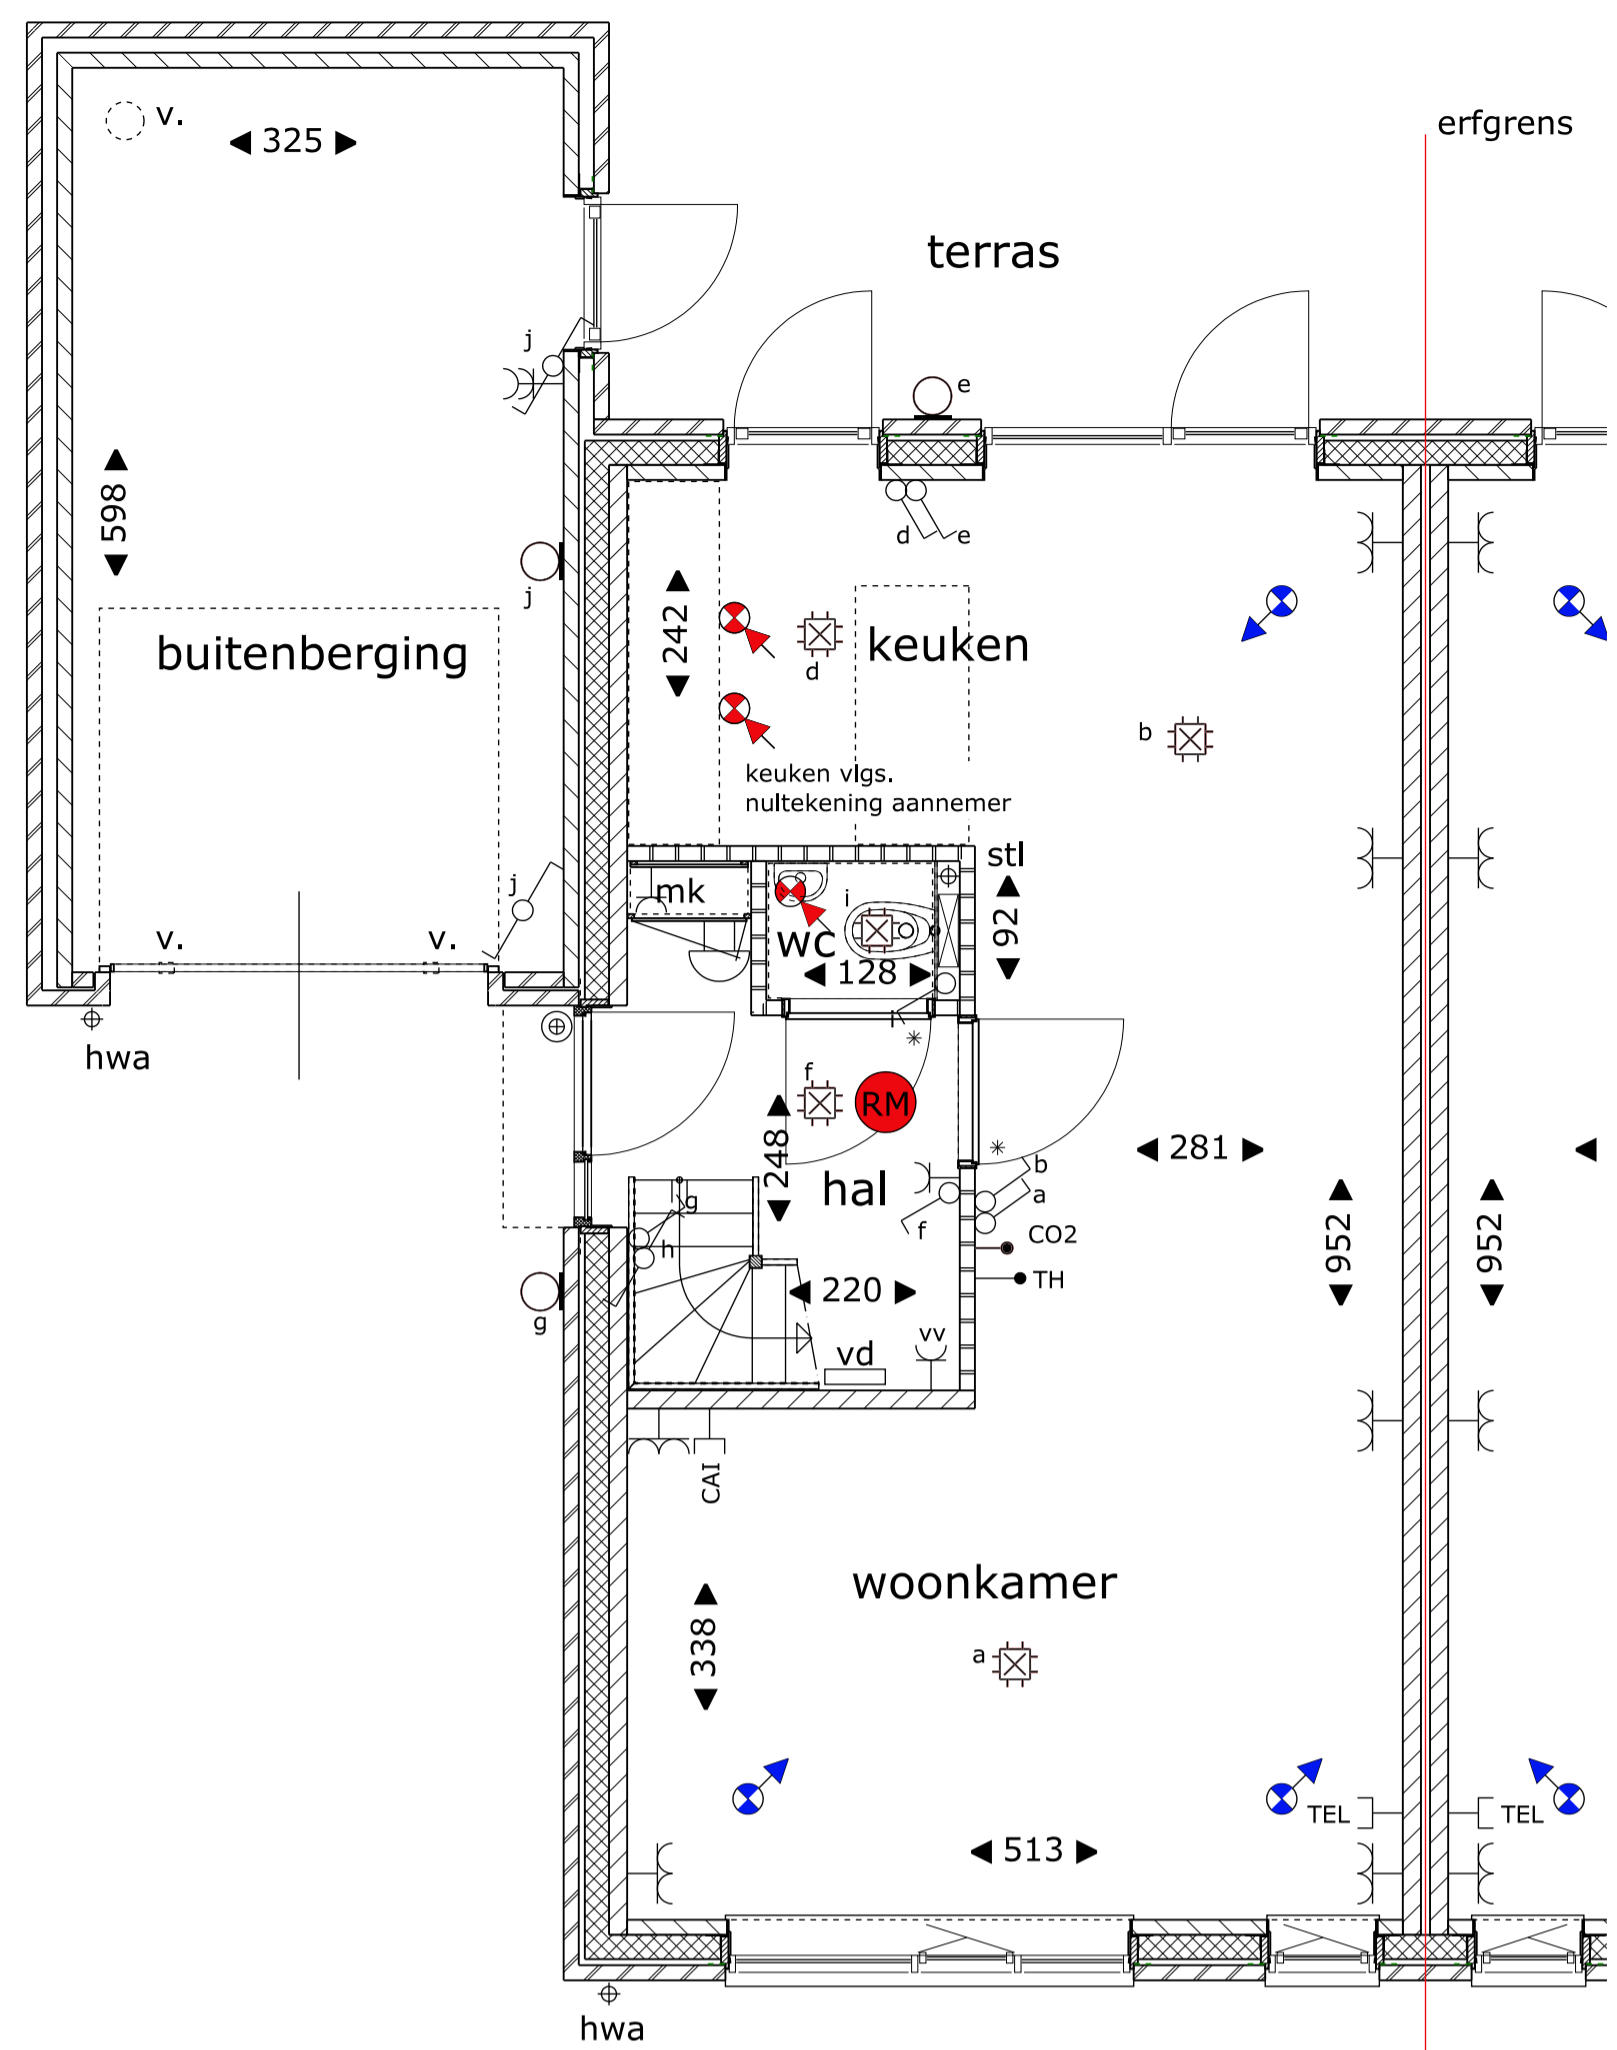 v.
325
erfgrens
terras
j
e
598
d
e
j
242
buitenberging
keuken
d
b
keuken vlgs.
nultekening aannemer
stl
mk
j
i
92
v.
v.
WC
128
i
hwa
f
RM
248
281
b
hal
g
a
f
h
CO2
952
952
TH
220
g
vv
vd
CAI
woonkamer
338
a
TEL
TEL
513
hwa